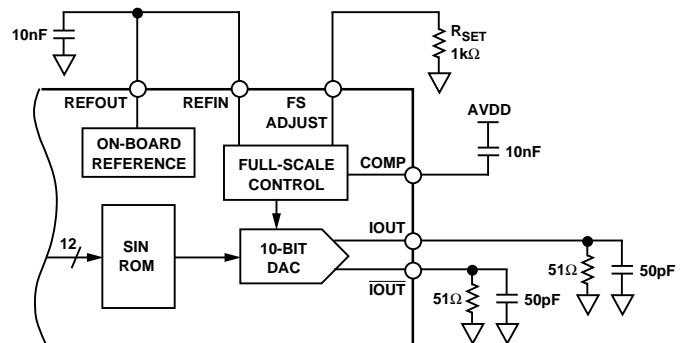 10nF
R_SET
1kΩ
REFOUT
REFIN
FS
ADJUST
AVDD
ON-BOARD
REFERENCE
FULL-SCALE
CONTROL
COMP
10nF
12
SIN
ROM
10-BIT
DAC
IOUT
IOUT
51Ω
50pF
51Ω
50pF